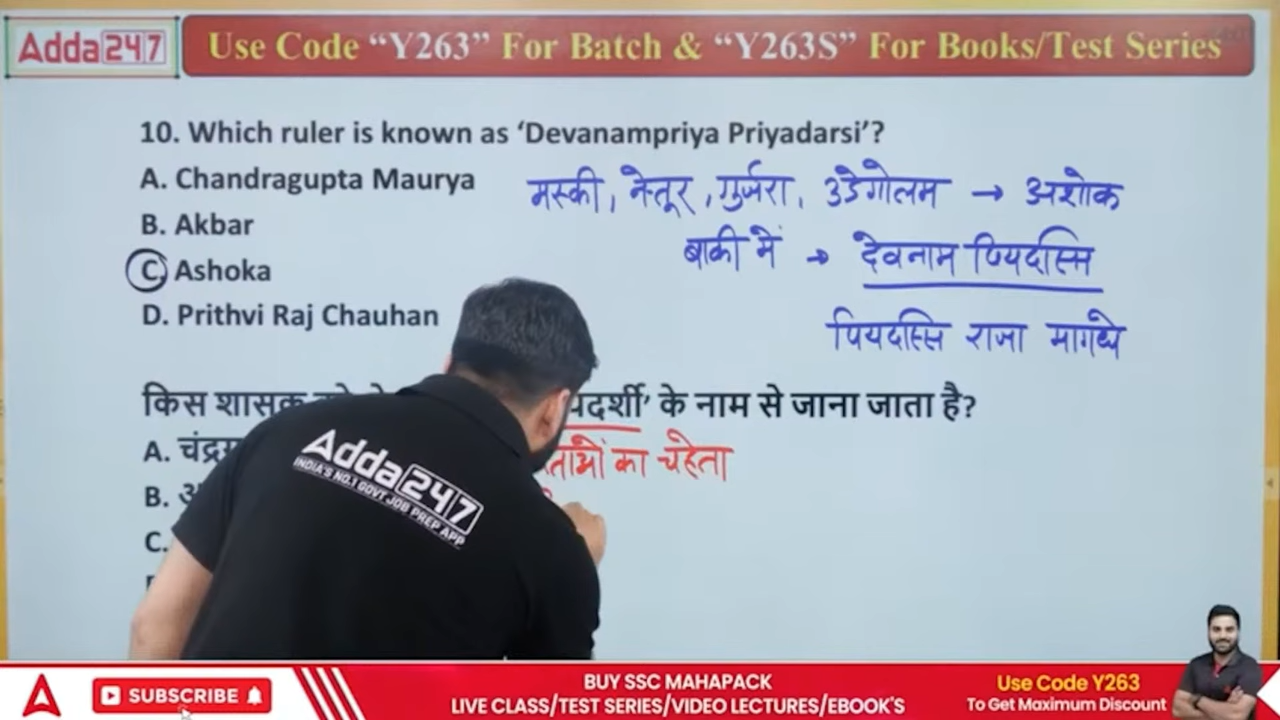 Adda247
Use Code “Y263” For Batch & “Y263S” For Books/Test Series
10. Which ruler is known as ‘Devanampriya Priyadarsi’?
A. Chandragupta Maurya
B. Akbar
C. Ashoka
D. Prithvi Raj Chauhan
मस्की, नेत्तूर, गुर्जरा, उडेगोलम → अशोक
बाकी में → देवनाम पियदस्सि
पियदस्सि राजा मागधे
किस शासक के नाम से जाना जाता है?
A.
का चहेता
B.
C.
Adda247
INDIA'S NO.1 GOVT JOB PREP APP
SUBSCRIBE
BUY SSC MAHAPACK
LIVE CLASS/TEST SERIES/VIDEO LECTURES/EBOOK'S
Use Code Y263
To Get Maximum Discount